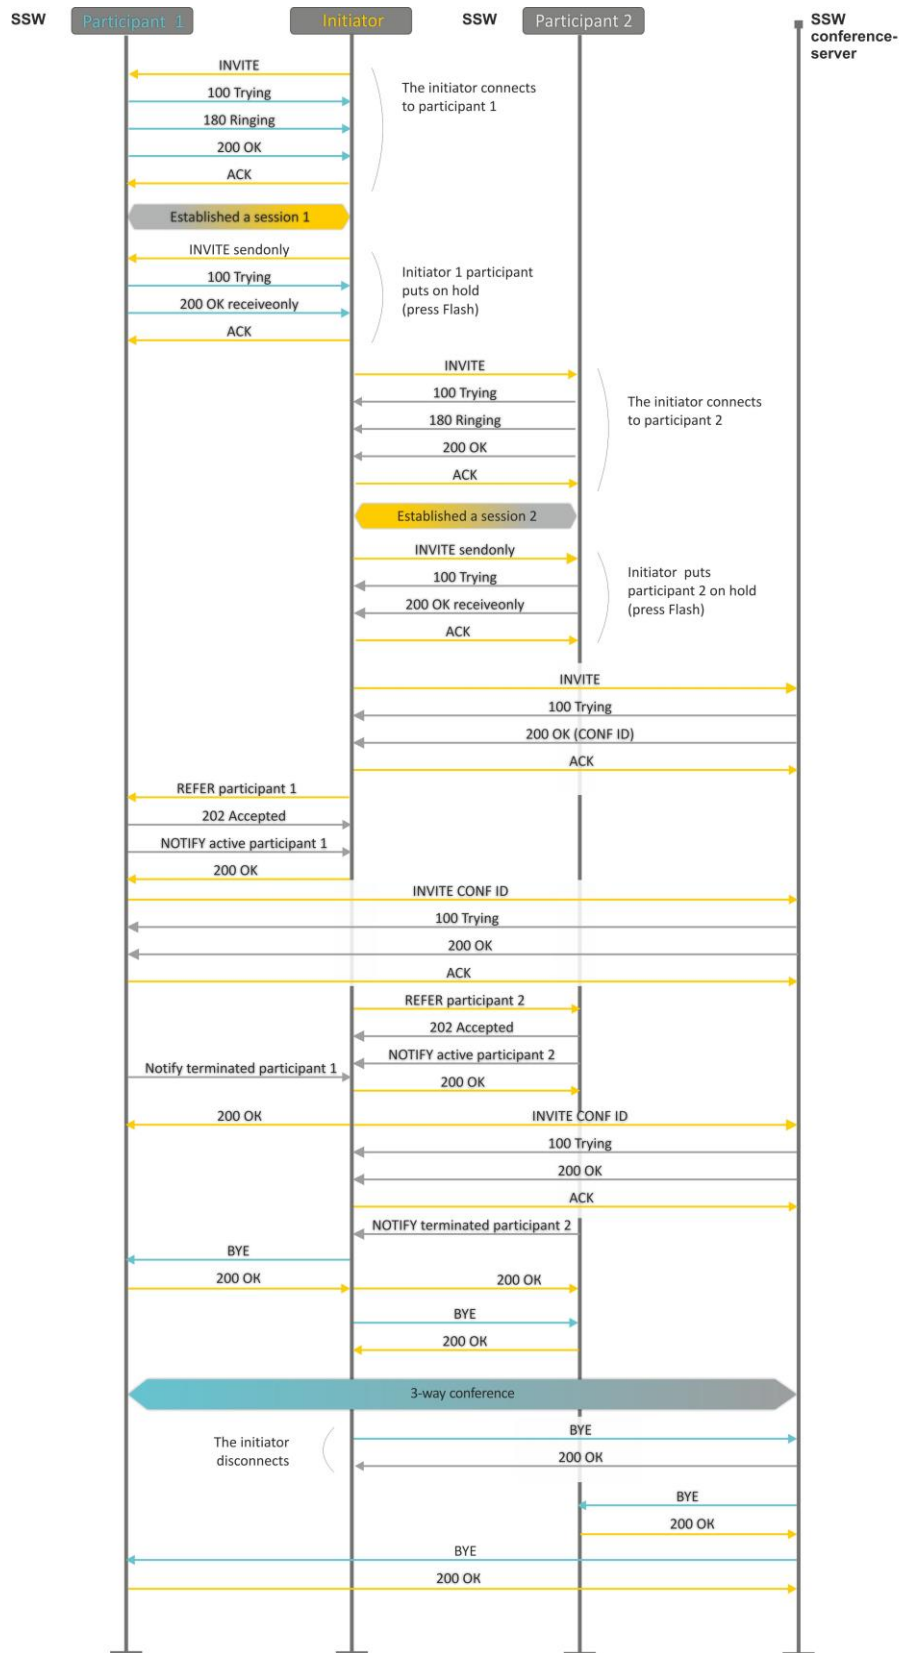 SSW
Participant 1
Initiator
SSW
Participant 2
SSW
conference-
server
INVITE
100 Trying
180 Ringing
200 OK
ACK
The initiator connects
to participant 1
Established a session 1
INVITE sendonly
100 Trying
200 OK receiveonly
ACK
Initiator 1 participant
puts on hold
(press Flash)
INVITE
100 Trying
180 Ringing
200 OK
ACK
The initiator connects
to participant 2
Established a session 2
INVITE sendonly
100 Trying
200 OK receiveonly
ACK
Initiator puts
participant 2 on hold
(press Flash)
INVITE
100 Trying
200 OK (CONF ID)
ACK
REFER participant 1
202 Accepted
NOTIFY active participant 1
200 OK
INVITE CONF ID
100 Trying
200 OK
ACK
REFER participant 2
202 Accepted
NOTIFY active participant 2
Notify terminated participant 1
200 OK
200 OK
INVITE CONF ID
100 Trying
200 OK
ACK
NOTIFY terminated participant 2
BYE
200 OK
200 OK
BYE
200 OK
3-way conference
The initiator
disconnects
BYE
200 OK
BYE
200 OK
BYE
200 OK